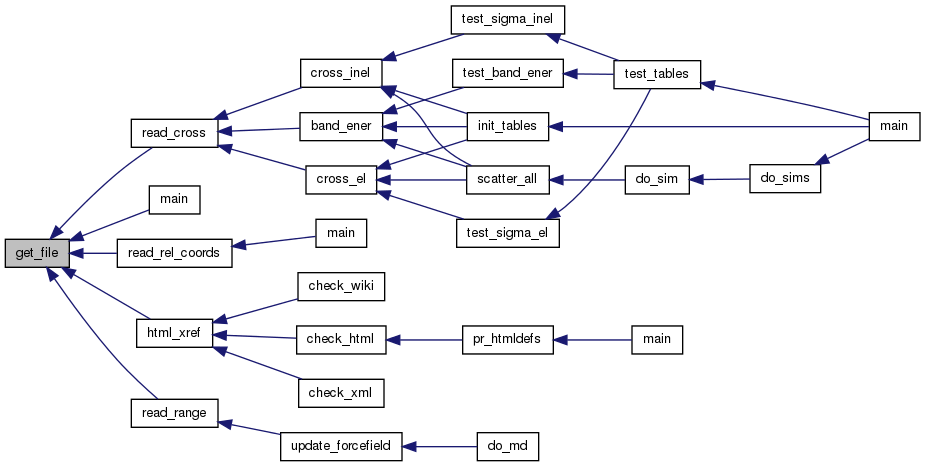 test_sigma_inel
cross_inel
test_band_ener
test_tables
read_cross
band_ener
init_tables
main
cross_el
scatter_all
do_sim
do_sims
main
read_rel_coords
main
test_sigma_el
get_file
check_wiki
html_xref
check_html
pr_htmldefs
main
check_xml
read_range
update_forcefield
do_md